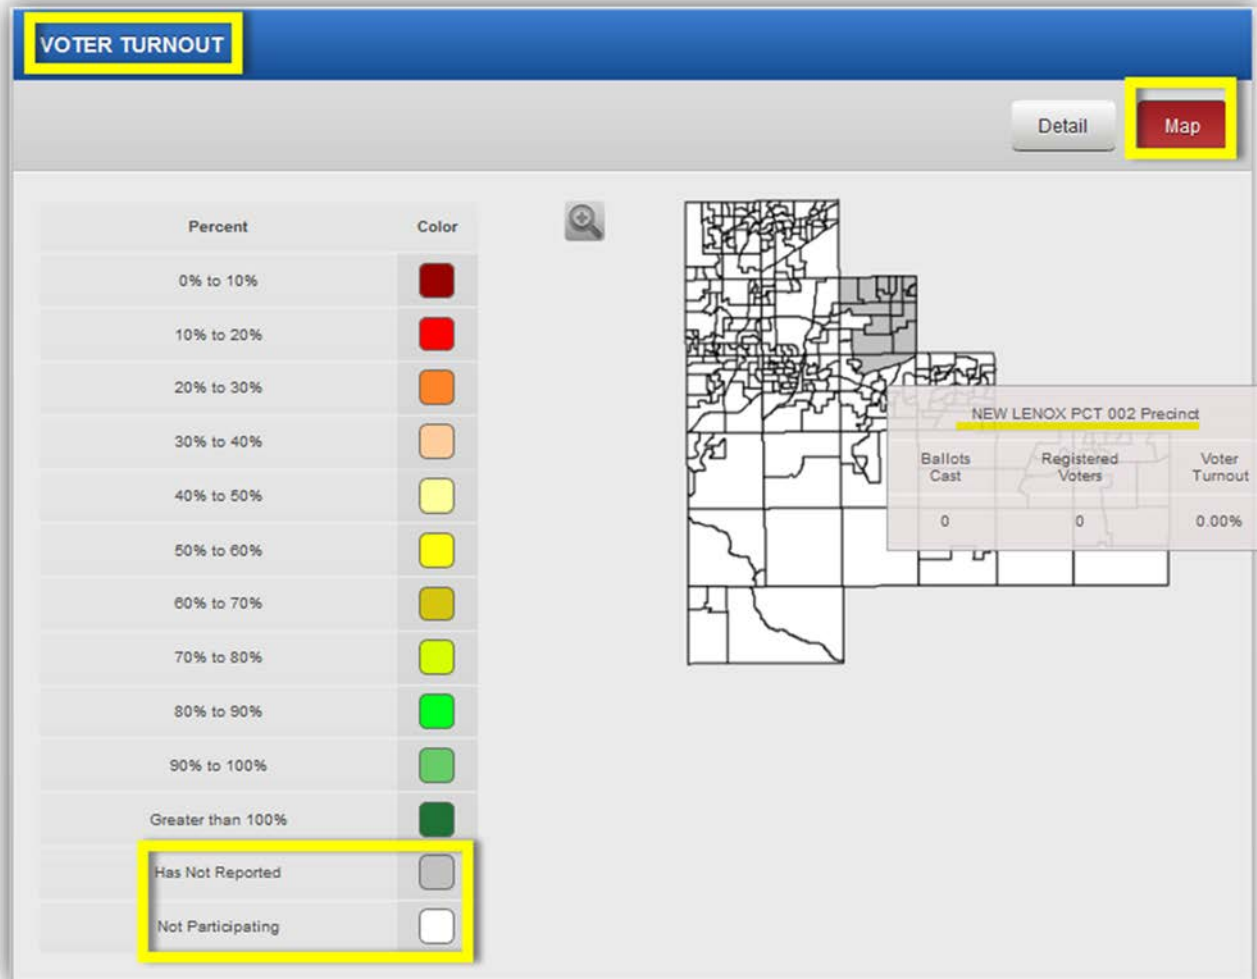 VOTER TURNOUT
Detail Map
Percent Color
0% to 10%
10% to 20%
20% to 30%
30% to 40%
40% to 50%
50% to 60%
60% to 70%
70% to 80%
80% to 90%
90% to 100%
Greater than 100%
Has Not Reported
Not Participating
NEW LENOX PCT 002 Precinct
Ballots Cast Registered Voters Voter Turnout
0 0 0.00%